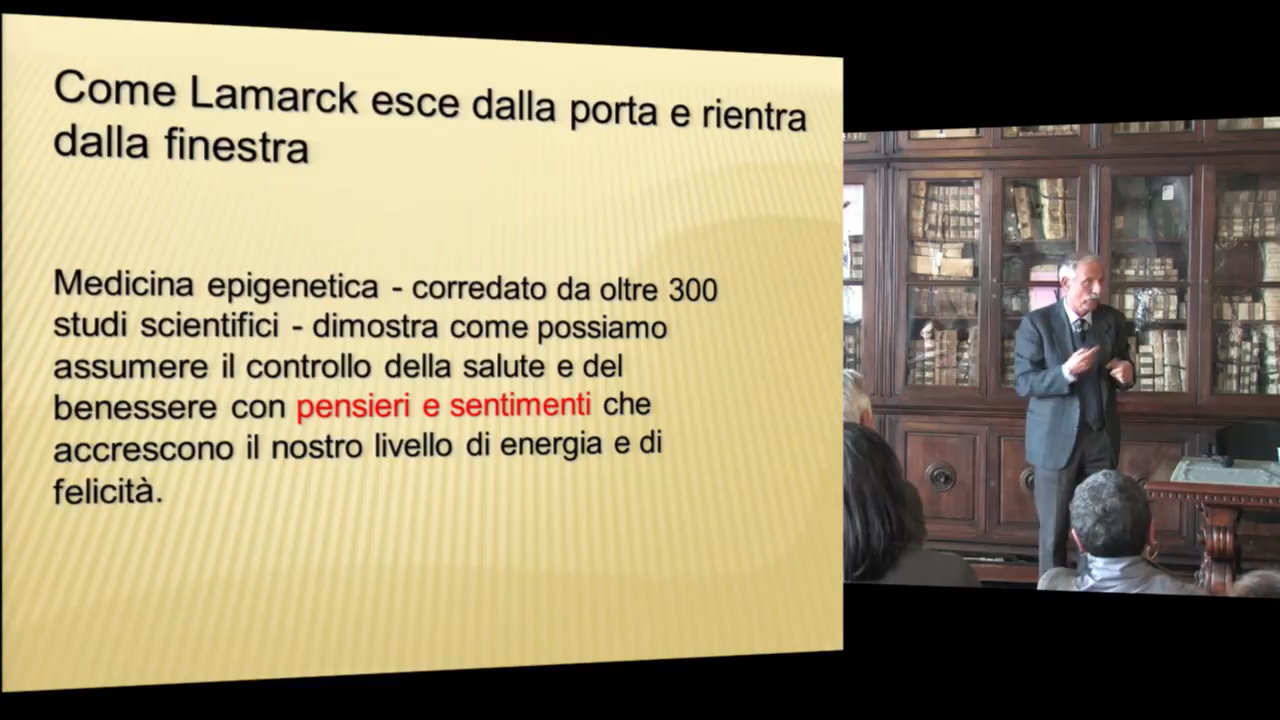 Come Lamarck esce dalla porta e rientra
dalla finestra
Medicina epigenetica - corredato da oltre 300
studi scientifici - dimostra come possiamo
assumere il controllo della salute e del
benessere con pensieri e sentimenti che
accrescono il nostro livello di energia e di
felicità.